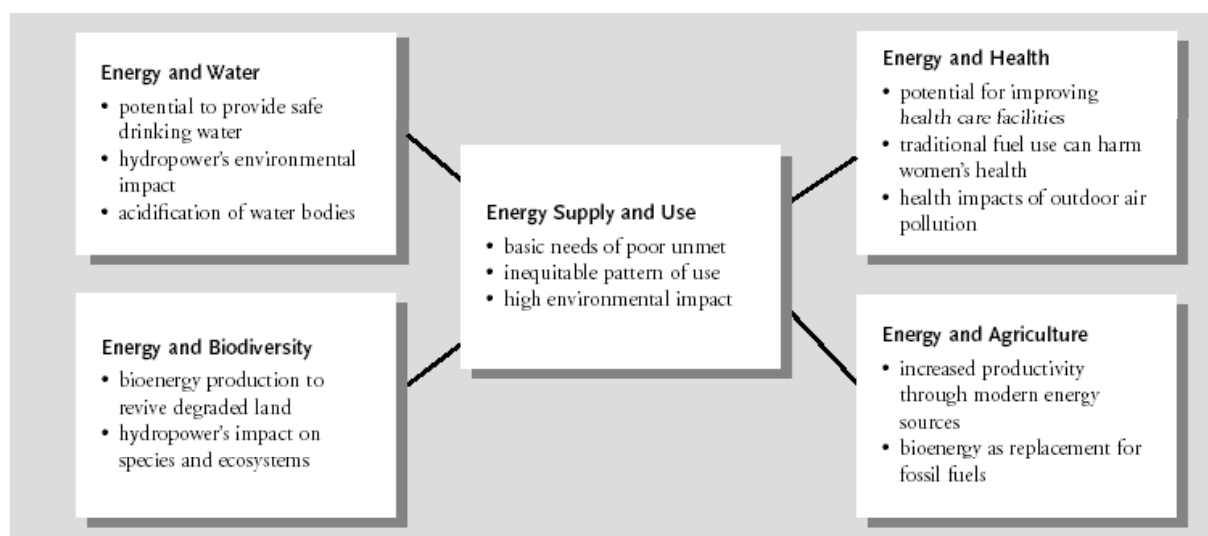 Energy and Water
• potential to provide safe
drinking water
• hydropower's environmental
impact
• acidification of water bodies
Energy and Biodiversity
• bioenergy production to
revive degraded land
• hydropower's impact on
species and ecosystems
Energy Supply and Use
• basic needs of poor unmet
• inequitable pattern of use
• high environmental impact
Energy and Health
• potential for improving
health care facilities
• traditional fuel use can harm
women's health
• health impacts of outdoor air
pollution
Energy and Agriculture
• increased productivity
through modern energy
sources
• bioenergy as replacement for
fossil fuels